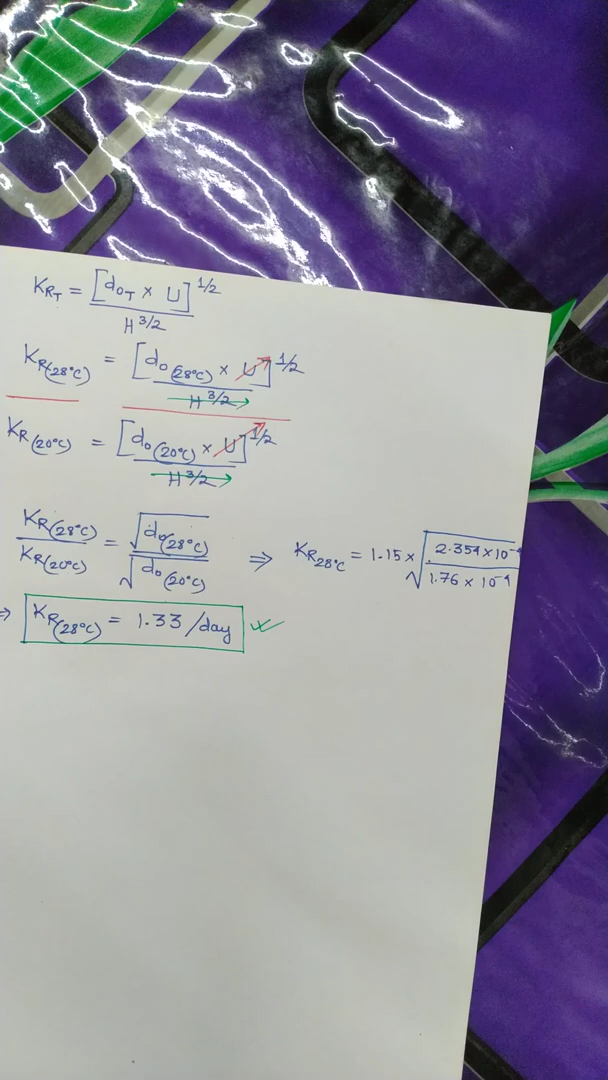 K_{R_T} = [d_{O_T} × U]^{1/2} / H^{3/2}
K_{R(28°C)} = [d_{O(28°C)} × U]^{1/2} / H^{3/2}
K_{R(20°C)} = [d_{O(20°C)} × U]^{1/2} / H^{3/2}
K_{R(28°C)} / K_{R(20°C)} = √d_{O(28°C)} / √d_{O(20°C)} ⇒ K_{R28°C} = 1.15 × √(2.354 × 10 / 1.76 × 10^{-4})
⇒ K_{R(28°C)} = 1.33 /day ✓